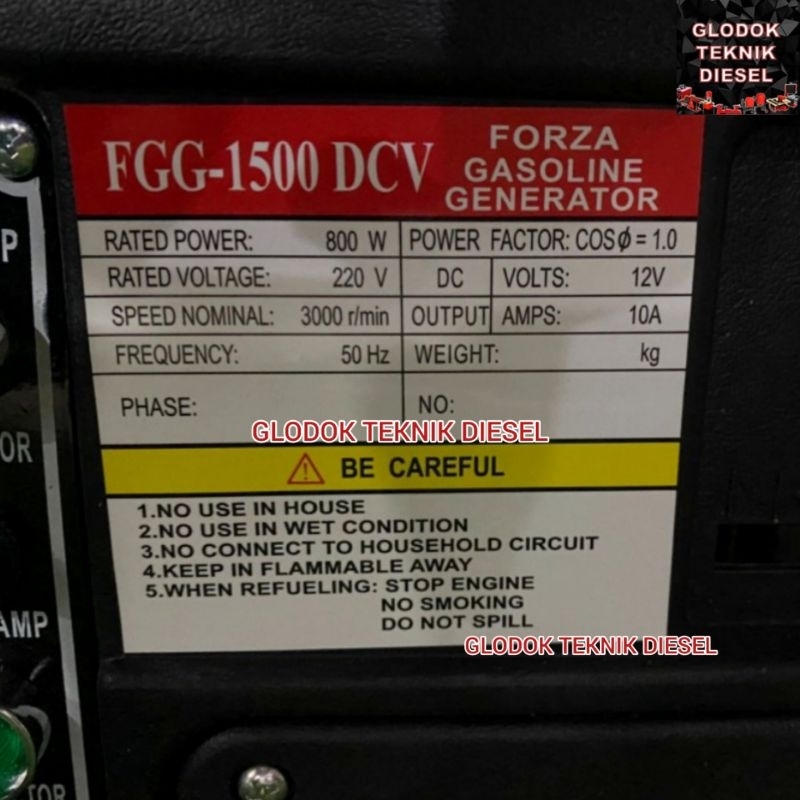 GLODOK
TEKNIK
DIESEL
FGG-1500 DCV
FORZA
GASOLINE
GENERATOR
RATED POWER: 800 W
POWER FACTOR: COSϕ = 1.0
RATED VOLTAGE: 220 V
DC VOLTS: 12V
SPEED NOMINAL: 3000 r/min
OUTPUT AMPS: 10A
FREQUENCY: 50 Hz
WEIGHT: kg
PHASE:
NO:
GLODOK TEKNIK DIESEL
BE CAREFUL
1.NO USE IN HOUSE
2.NO USE IN WET CONDITION
3.NO CONNECT TO HOUSEHOLD CIRCUIT
4.KEEP IN FLAMMABLE AWAY
5.WHEN REFUELING: STOP ENGINE
NO SMOKING
DO NOT SPILL
GLODOK TEKNIK DIESEL